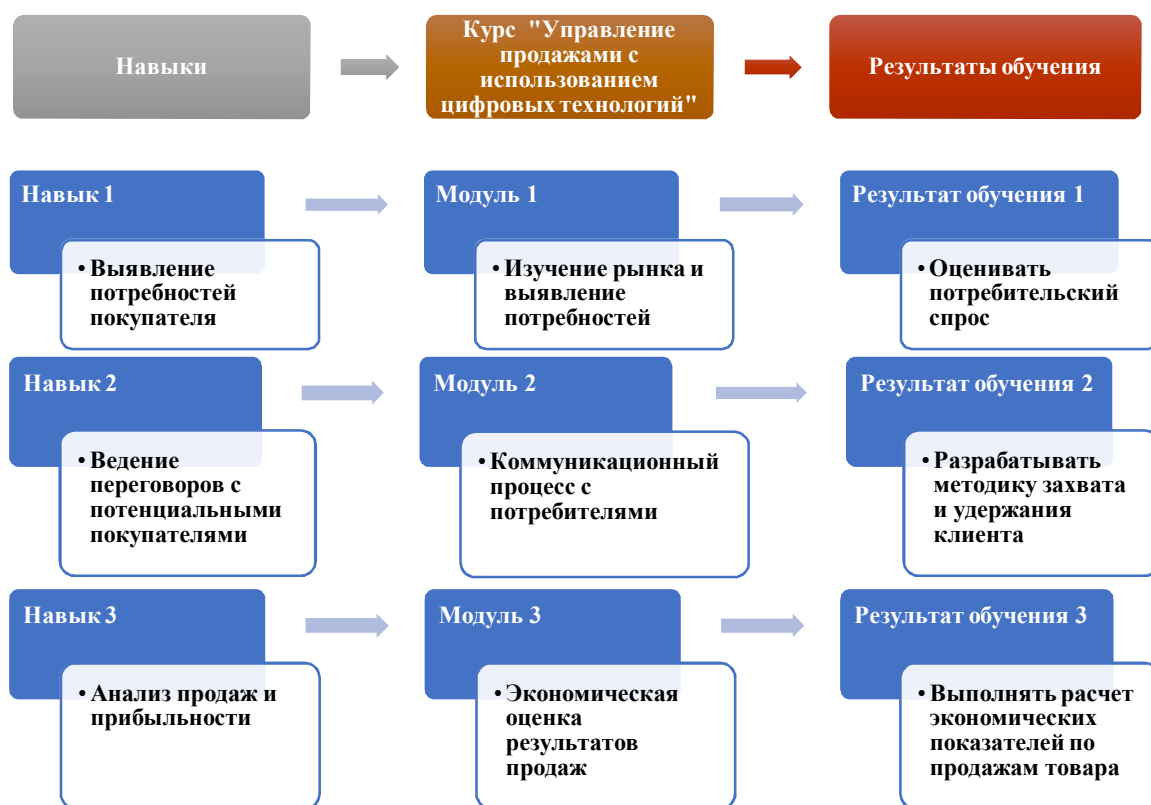 Навыки
Курс "Управление
продажами с
использованием
цифровых технологий"
Результаты обучения
Навык 1
• Выявление
потребностей
покупателя
Модуль 1
• Изучение рынка и
выявление
потребностей
Результат обучения 1
• Оценивать
потребительский
спрос
Навык 2
• Ведение
переговоров с
потенциальными
покупателями
Модуль 2
• Коммуникационный
процесс с
потребителями
Результат обучения 2
• Разрабатывать
методику захвата
и удержания
клиента
Навык 3
• Анализ продаж и
прибыльности
Модуль 3
• Экономическая
оценка
результатов
продаж
Результат обучения 3
• Выполнять расчет
экономических
показателей по
продажам товара